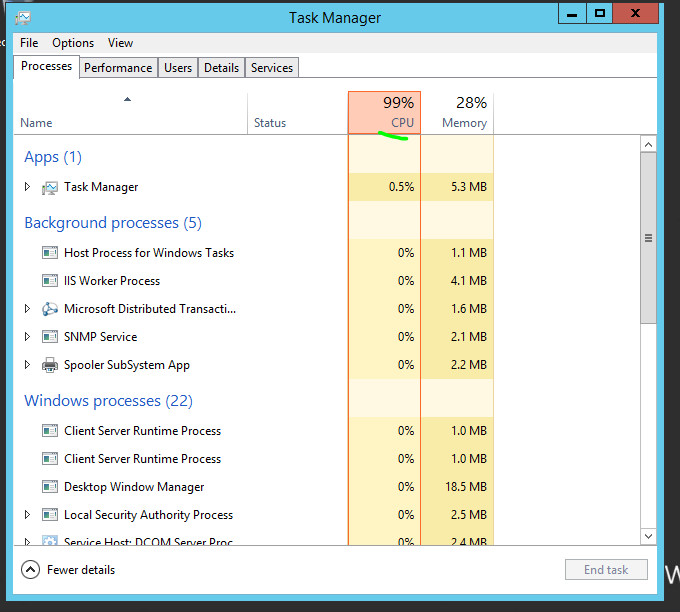 Task Manager
File Options View
Processes Performance Users Details Services
99% 28%
Name Status CPU Memory
Apps (1)
Task Manager 0.5% 5.3 MB
Background processes (5)
Host Process for Windows Tasks 0% 1.1 MB
IIS Worker Process 0% 4.1 MB
Microsoft Distributed Transacti... 0% 1.6 MB
SNMP Service 0% 2.1 MB
Spooler SubSystem App 0% 2.2 MB
Windows processes (22)
Client Server Runtime Process 0% 1.0 MB
Client Server Runtime Process 0% 1.0 MB
Desktop Window Manager 0% 18.5 MB
Local Security Authority Process 0% 2.5 MB
Service Host: DCOM Server Proc... 0% 2.4 MB
Fewer details End task